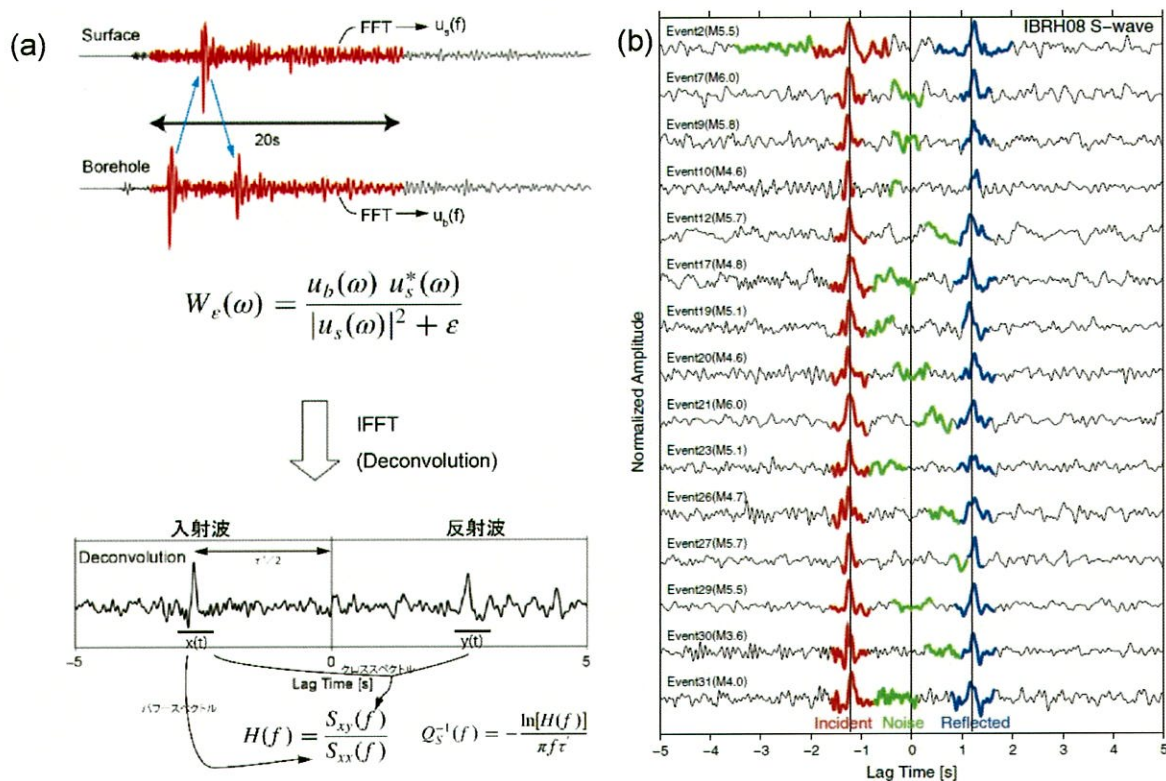 (a)
Surface
FFT → u_s(f)
20s
Borehole
FFT → u_b(f)
W_ε(ω) = u_b(ω) u_s^*(ω) / |u_s(ω)|² + ε
IFFT
(Deconvolution)
入射波
反射波
Deconvolution
τ'/2
x(t)
y(t)
-5
0
5
クロススペクトル
Lag Time [s]
パワースペクトル
H(f) = S_xy(f) / S_xx(f)
Q_S^{-1}(f) = -ln[H(f)] / πfτ'
(b)
IBRH08 S-wave
Event2(M5.5)
Event7(M6.0)
Event9(M5.8)
Event10(M4.6)
Event12(M5.7)
Event17(M4.8)
Event19(M5.1)
Event20(M4.6)
Event21(M6.0)
Event23(M5.1)
Event26(M4.7)
Event27(M5.7)
Event29(M5.5)
Event30(M3.6)
Event31(M4.0)
Normalized Amplitude
Incident Noise Reflected
-5 -4 -3 -2 -1 0 1 2 3 4 5
Lag Time [s]